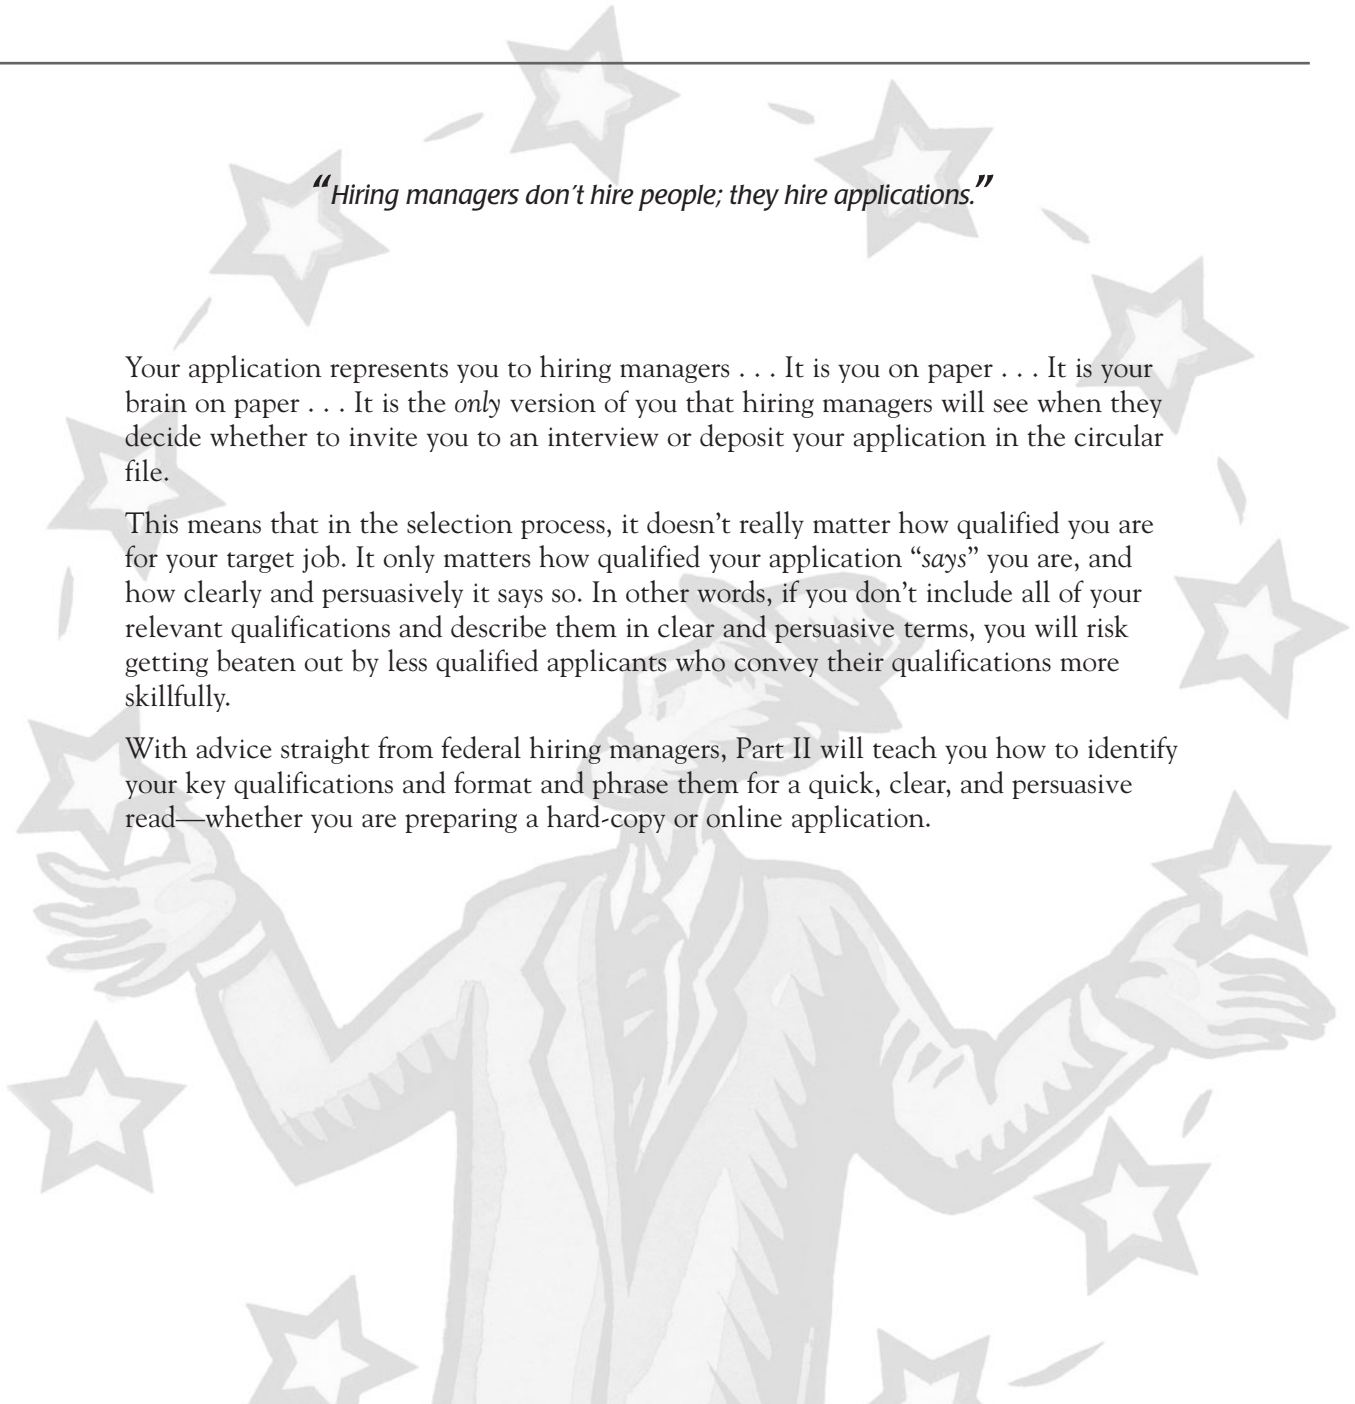 “Hiring managers don’t hire people; they hire applications.”
Your application represents you to hiring managers . . . It is you on paper . . . It is your
brain on paper . . . It is the only version of you that hiring managers will see when they
decide whether to invite you to an interview or deposit your application in the circular
file.
This means that in the selection process, it doesn’t really matter how qualified you are
for your target job. It only matters how qualified your application “says” you are, and
how clearly and persuasively it says so. In other words, if you don’t include all of your
relevant qualifications and describe them in clear and persuasive terms, you will risk
getting beaten out by less qualified applicants who convey their qualifications more
skillfully.
With advice straight from federal hiring managers, Part II will teach you how to identify
your key qualifications and format and phrase them for a quick, clear, and persuasive
read—whether you are preparing a hard-copy or online application.